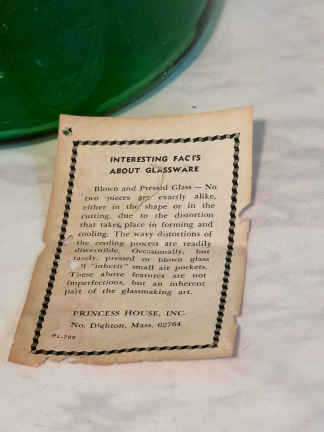 INTERESTING FACTS
ABOUT GLASSWARE
Blown and Pressed Glass — No
two pieces are exactly alike,
either in the shape or in the
cutting, due to the distortion
that takes place in forming and
cooling. The wavy distortions of
the cooling process are readily
discernible. Occasionally, but
rarely, pressed or blown glass
"inherit" small air pockets.
These above features are not
imperfections, but an inherent
part of the glassmaking art.
PRINCESS HOUSE, INC.
No. Dighton, Mass. 02764